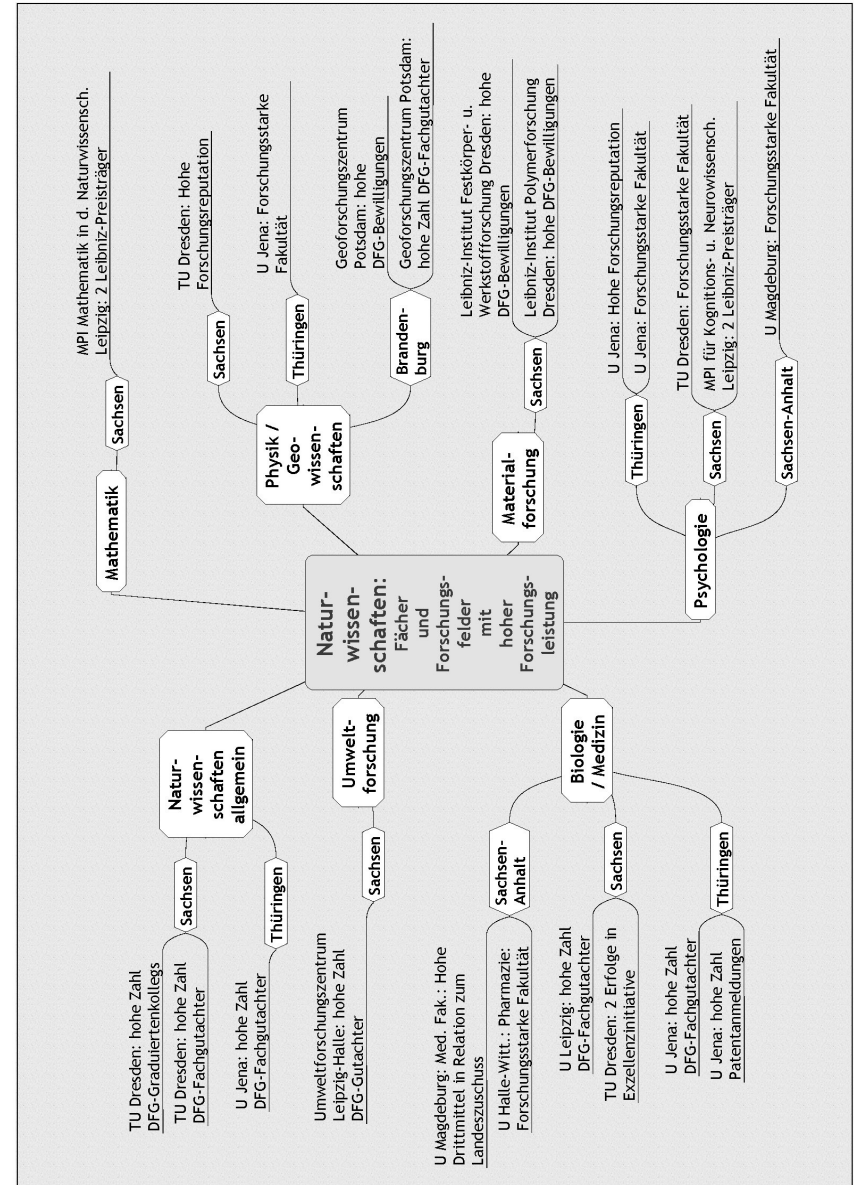 Natur-
wissen-
schaften:
Fächer
und
Forschungs-
felder
mit
hoher
Forschungs-
leistung
Natur-
wissen-
schaften
allgemein
Sachsen
TU Dresden: hohe Zahl
DFG-Graduiertenkollegs
TU Dresden: hohe Zahl
DFG-Fachgutachter
Thüringen
U Jena: hohe Zahl
DFG-Fachgutachter
Umwelt-
forschung
Sachsen
Umweltforschungszentrum
Leipzig-Halle: hohe Zahl
DFG-Gutachter
Biologie
/ Medizin
Sachsen-
Anhalt
U Magdeburg: Med. Fak.: Hohe
Drittmittel in Relation zum
Landeszuschuss
U Halle-Witt.: Pharmazie:
Forschungsstarke Fakultät
Sachsen
U Leipzig: hohe Zahl
DFG-Fachgutachter
TU Dresden: 2 Erfolge in
Exzellenzinitiative
Thüringen
U Jena: hohe Zahl
DFG-Fachgutachter
U Jena: hohe Zahl
Patentanmeldungen
Mathematik
Sachsen
MPI Mathematik in d. Naturwissensch.
Leipzig: 2 Leibniz-Preisträger
Physik /
Geo-
wissen-
schaften
Sachsen
TU Dresden: Hohe
Forschungsreputation
Thüringen
U Jena: Forschungsstarke
Fakultät
Branden-
burg
Geoforschungszentrum
Potsdam: hohe
DFG-Bewilligungen
Geoforschungszentrum Potsdam:
hohe Zahl DFG-Fachgutachter
Material-
forschung
Sachsen
Leibniz-Institut Festkörper- u.
Werkstoffforschung Dresden: hohe
DFG-Bewilligungen
Leibniz-Institut Polymerforschung
Dresden: hohe DFG-Bewilligungen
Psychologie
Thüringen
U Jena: Hohe Forschungsreputation
U Jena: Forschungsstarke Fakultät
Sachsen
TU Dresden: Forschungsstarke Fakultät
MPI für Kognitions- u. Neurowissensch.
Leipzig: 2 Leibniz-Preisträger
Sachsen-Anhalt
U Magdeburg: Forschungsstarke Fakultät